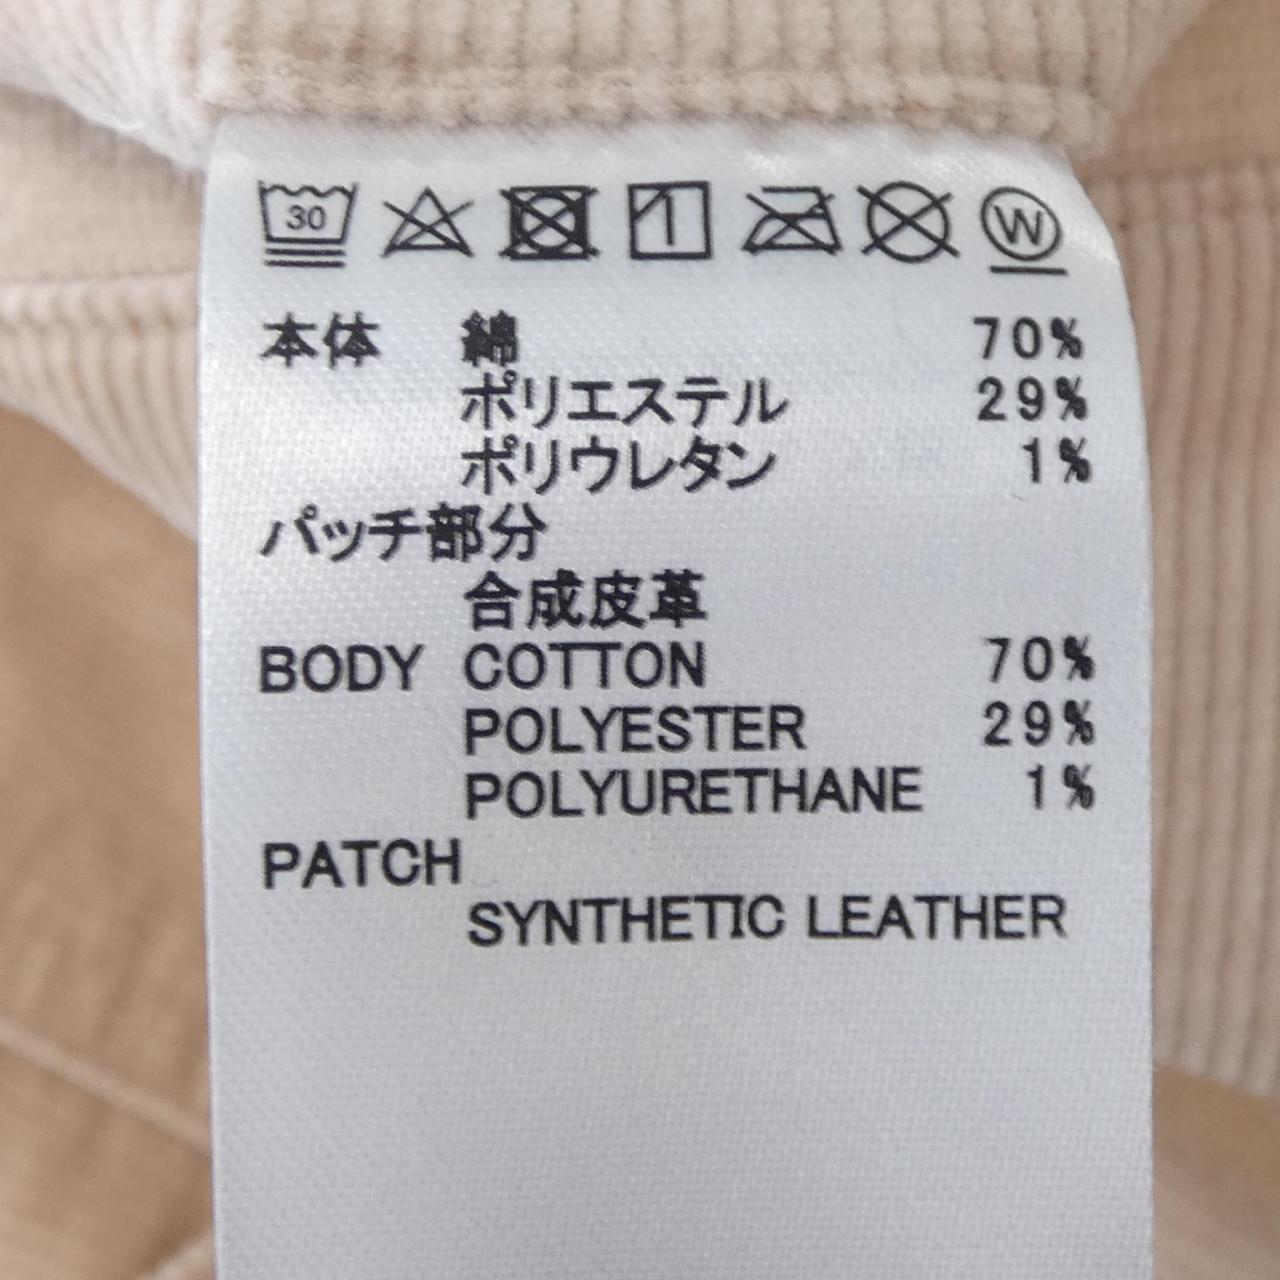 30 W
本体 綿 70%
ポリエステル 29%
ポリウレタン 1%
パッチ部分
合成皮革
BODY COTTON 70%
POLYESTER 29%
POLYURETHANE 1%
PATCH
SYNTHETIC LEATHER